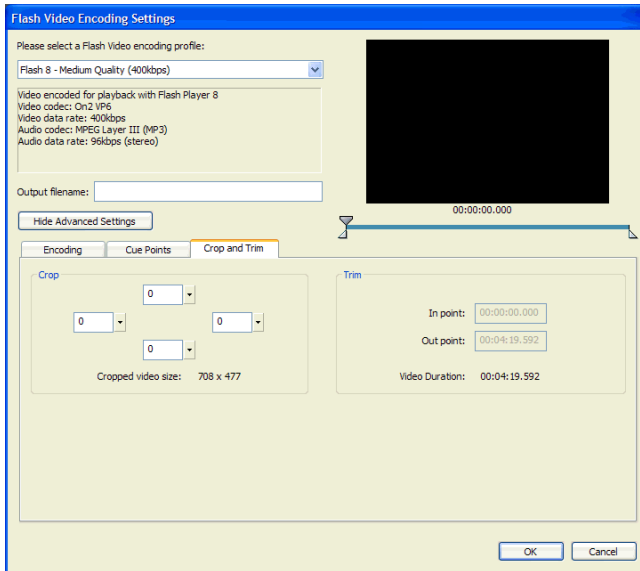 Flash Video Encoding Settings
Please select a Flash Video encoding profile:
Flash 8 - Medium Quality (400kbps)
Video encoded for playback with Flash Player 8
Video codec: On2 VP6
Video data rate: 400kbps
Audio codec: MPEG Layer III (MP3)
Audio data rate: 96kbps (stereo)
Output filename:
00:00:00.000
Hide Advanced Settings
Encoding Cue Points Crop and Trim
Crop
0
0 0
0
Cropped video size: 708 x 477
Trim
In point: 00:00:00.000
Out point: 00:04:19.592
Video Duration: 00:04:19.592
OK Cancel